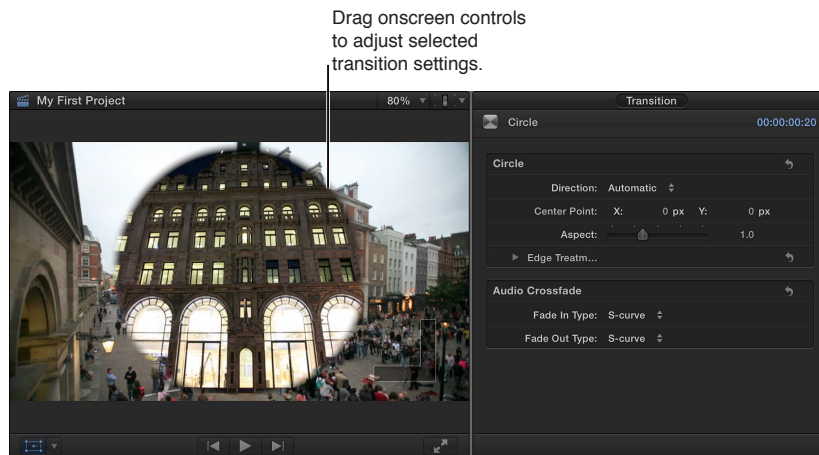 Drag onscreen controls
to adjust selected
transition settings.
My First Project
80%
Transition
Circle
00:00:00:20
Circle
Direction: Automatic
Center Point: X: 0 px Y: 0 px
Aspect: 1.0
Edge Treatm...
Audio Crossfade
Fade In Type: S-curve
Fade Out Type: S-curve